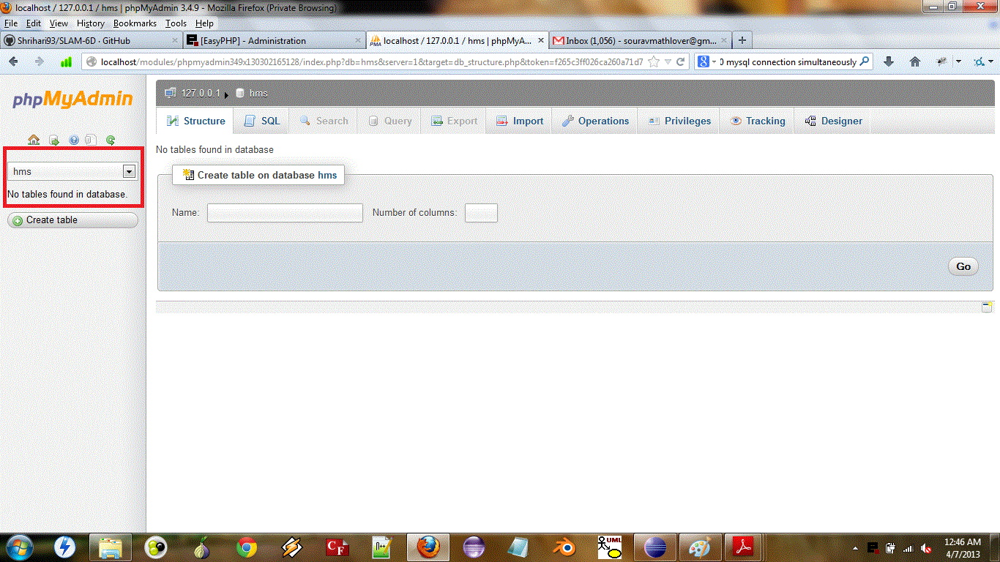 localhost / 127.0.0.1 / hms | phpMyAdmin 3.4.9 - Mozilla Firefox (Private Browsing)
File Edit View History Bookmarks Tools Help
Shrihari93/SLAM-6D · GitHub
[EasyPHP] - Administration
PMA localhost / 127.0.0.1 / hms | phpMyA...
Inbox (1,056) - souravmathlover@gm...
localhost/modules/phpmyadmin349x130302165128/index.php?db=hms&server=1&target=db_structure.php&token=f265c3ff026ca260a71d7
8 mysql connection simultaneously
phpMyAdmin
127.0.0.1 hms
Structure SQL Search Query Export Import Operations Privileges Tracking Designer
hms
No tables found in database.
Create table
No tables found in database
Create table on database hms
Name: Number of columns:
Go
CF
UML
12:46 AM
4/7/2013